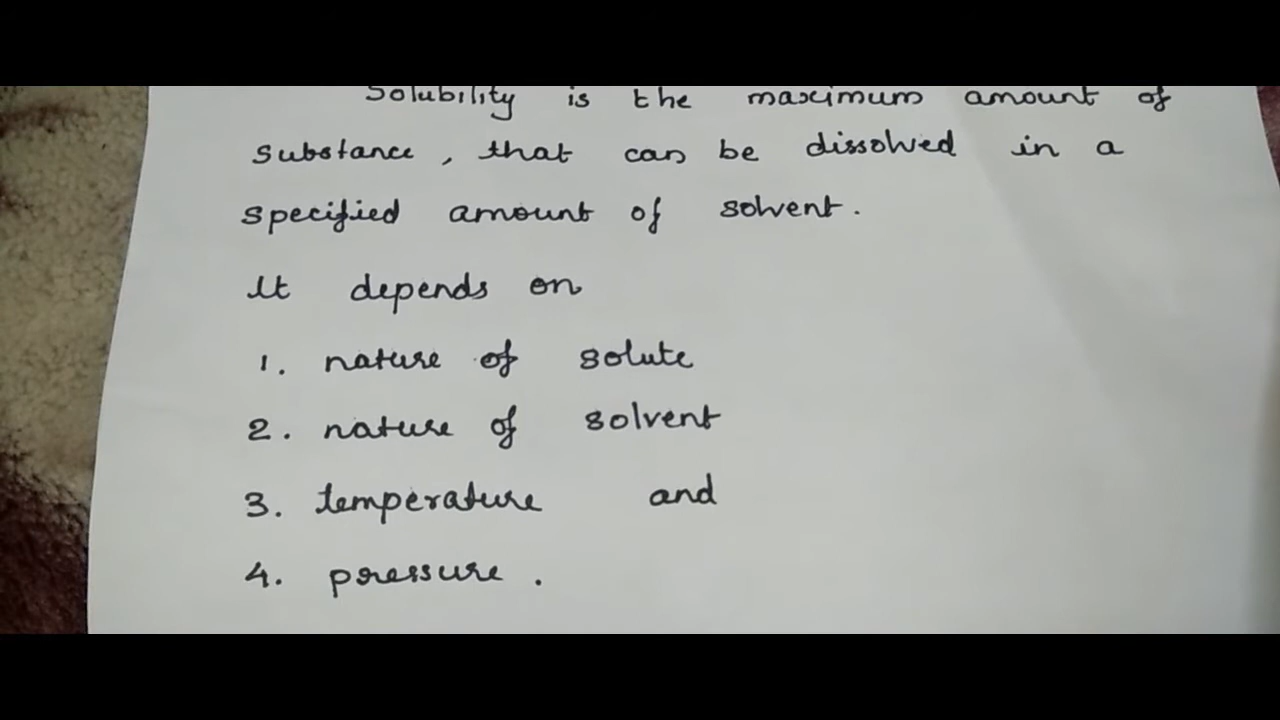 Solubility is the maximum amount of
substance, that can be dissolved in a
specified amount of solvent.
It depends on
1. nature of solute
2. nature of solvent
3. temperature and
4. pressure.